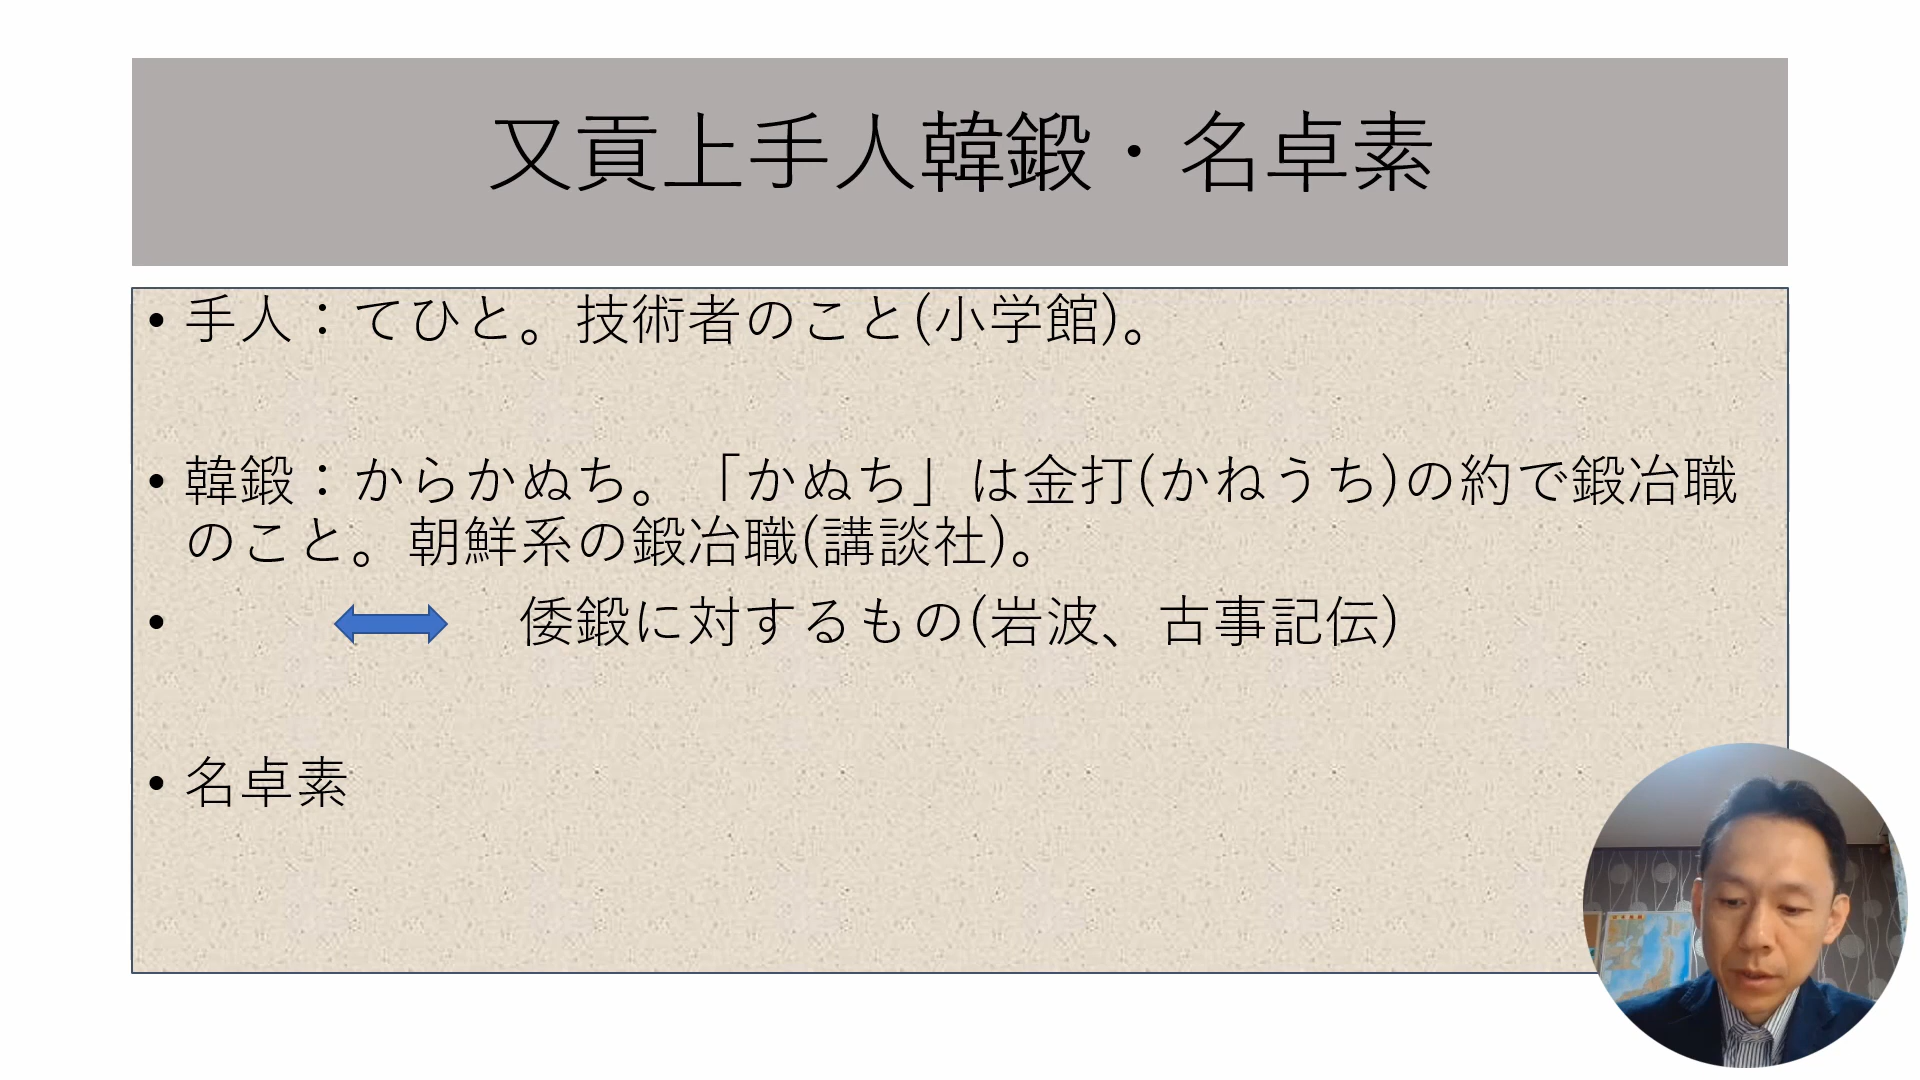 又貢上手人韓鍛・名卓素
• 手人：てひと。技術者のこと(小学館)。
• 韓鍛：からかぬち。「かぬち」は金打(かねうち)の約で鍛冶職
のこと。朝鮮系の鍛冶職(講談社)。
• 倭鍛に対するもの(岩波、古事記伝)
• 名卓素